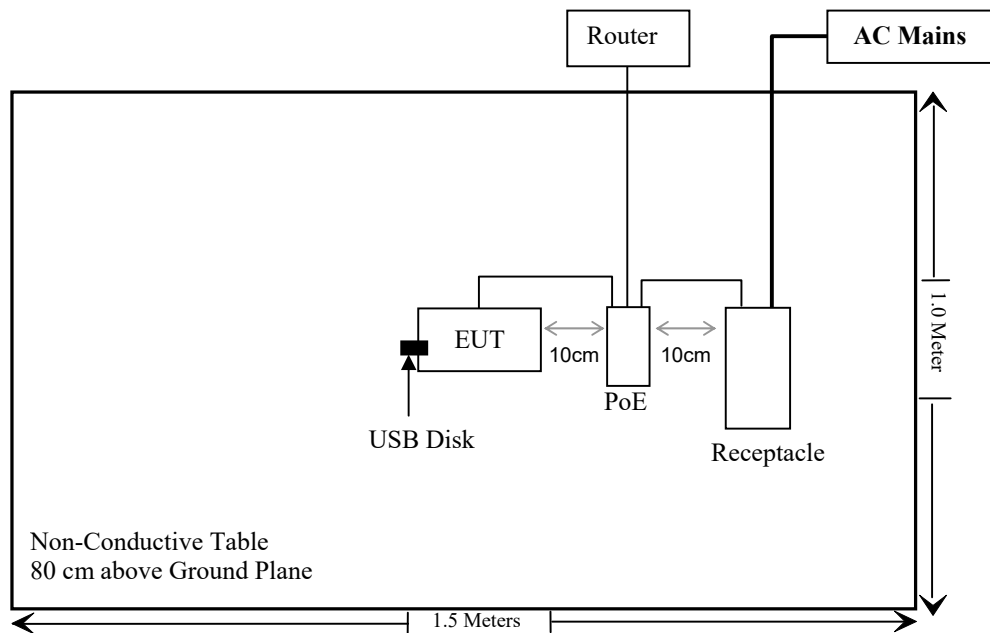 Router
AC Mains
EUT
10cm
10cm
PoE
USB Disk
Receptacle
1.0 Meter
Non-Conductive Table
80 cm above Ground Plane
1.5 Meters